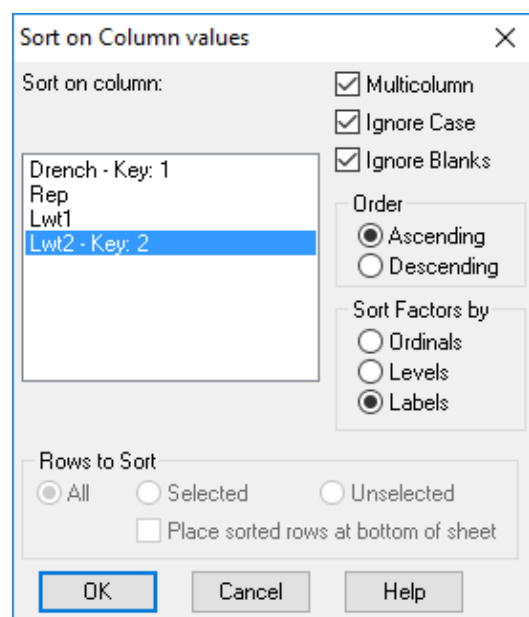 Sort on Column values
Sort on column:
Multicolumn
Ignore Case
Ignore Blanks
Drench - Key: 1
Rep
Lwt1
Lwt2 - Key: 2
Order
Ascending
Descending
Sort Factors by
Ordinals
Levels
Labels
Rows to Sort
All
Selected
Unselected
Place sorted rows at bottom of sheet
OK
Cancel
Help